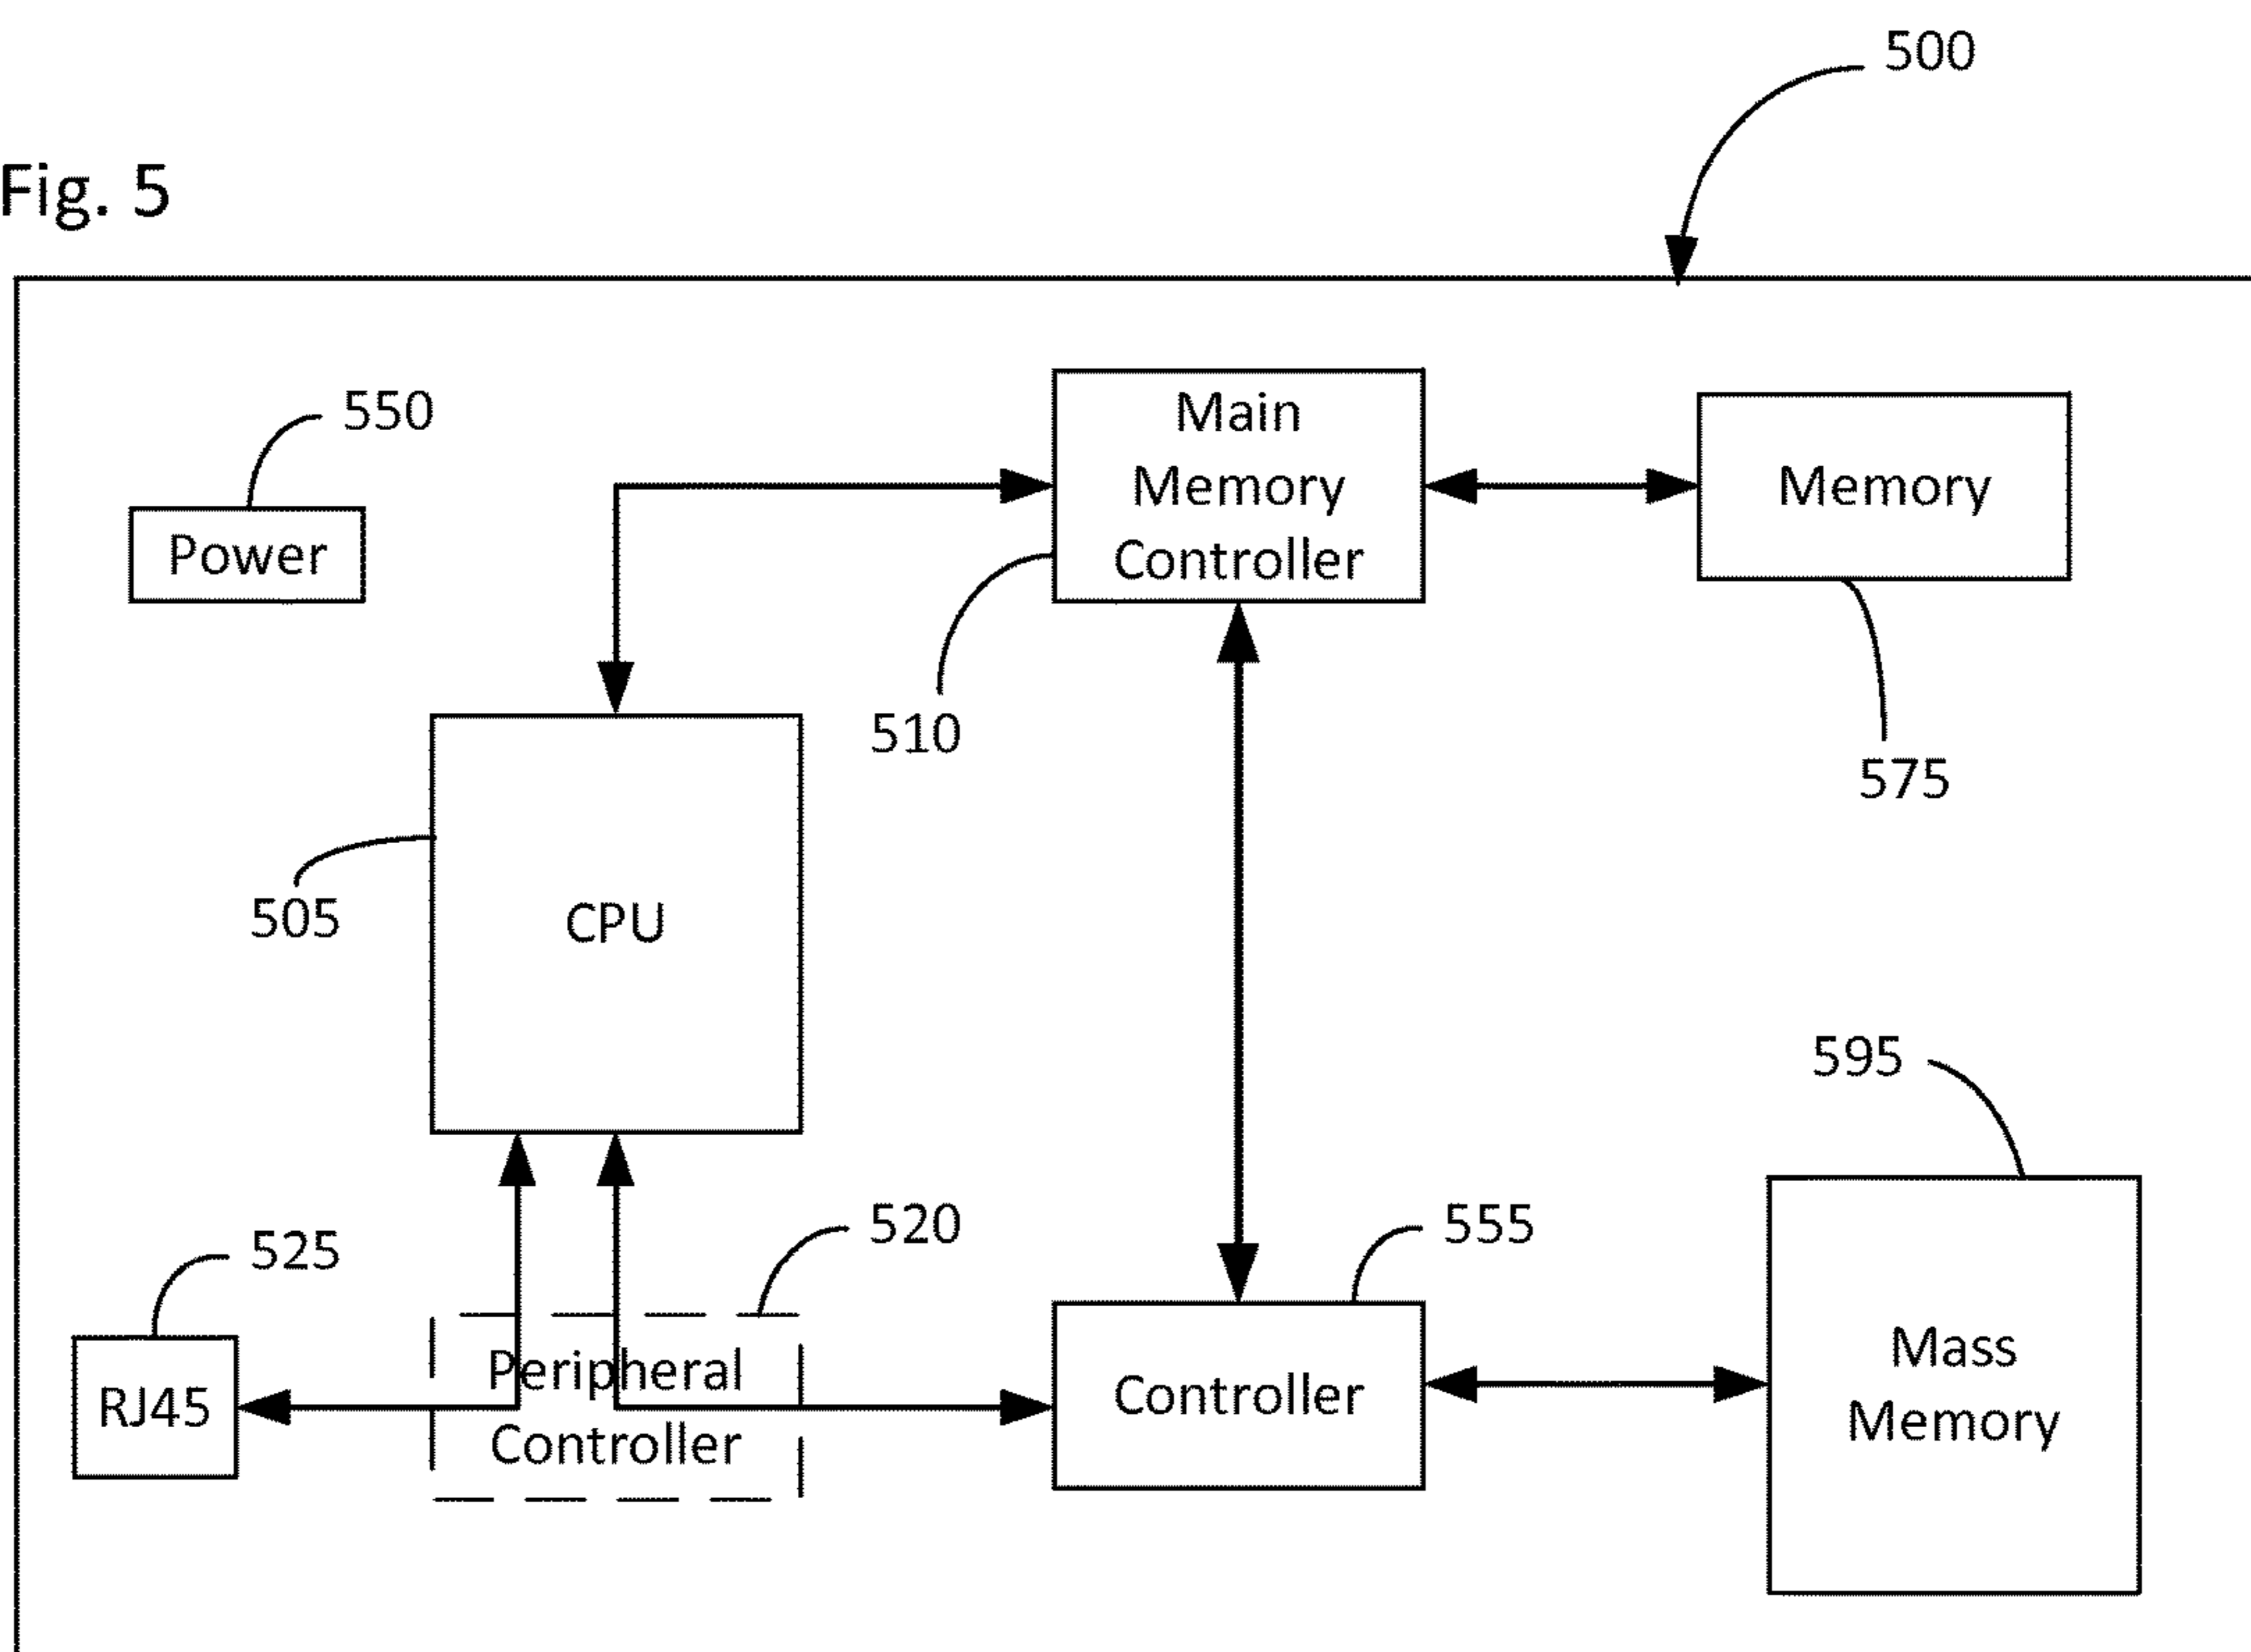 500
Fig. 5
550
Power
Main
Memory
Controller
Memory
510
575
505
CPU
595
525
520
555
RJ45
Peripheral
Controller
Controller
Mass
Memory